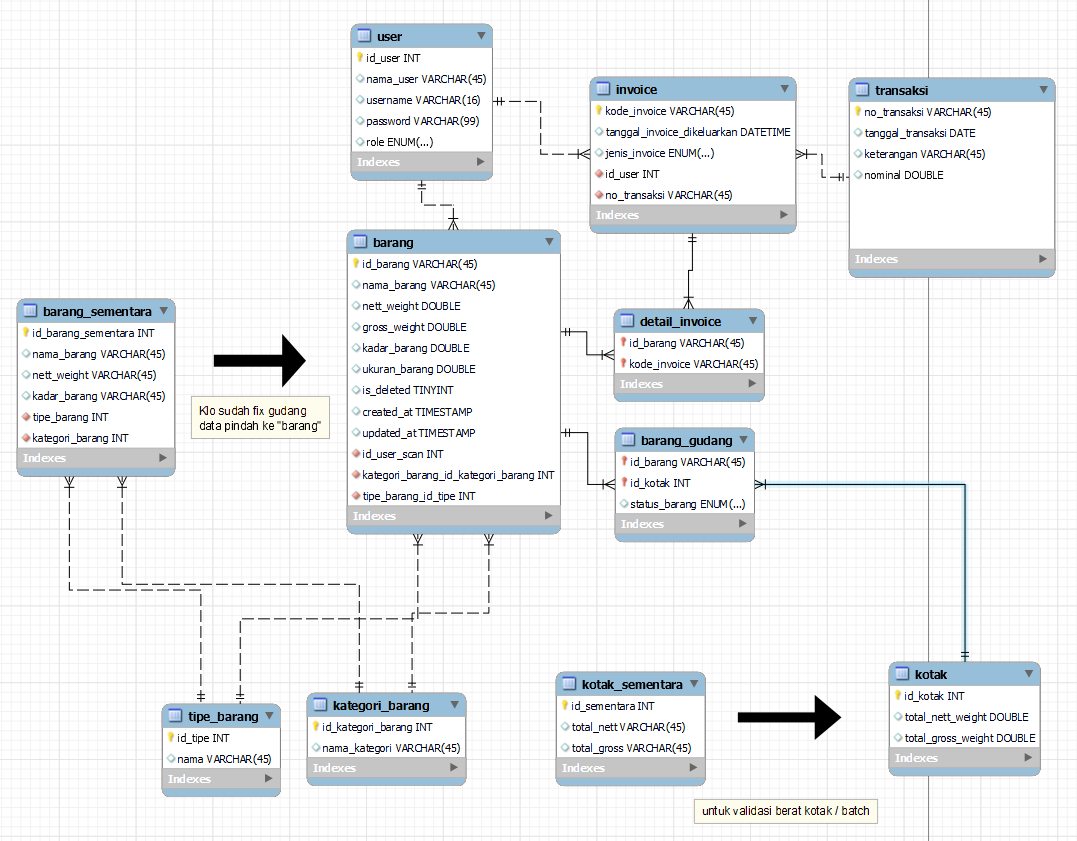 user
id_user INT
nama_user VARCHAR(45)
username VARCHAR(16)
password VARCHAR(99)
role ENUM(...)
Indexes
invoice
kode_invoice VARCHAR(45)
tanggal_invoice_dikeluarkan DATETIME
jenis_invoice ENUM(...)
id_user INT
no_transaksi VARCHAR(45)
Indexes
transaksi
no_transaksi VARCHAR(45)
tanggal_transaksi DATE
keterangan VARCHAR(45)
nominal DOUBLE
Indexes
barang_sementara
id_barang_sementara INT
nama_barang VARCHAR(45)
nett_weight VARCHAR(45)
kadar_barang VARCHAR(45)
tipe_barang INT
kategori_barang INT
Indexes
Klo sudah fix gudang
data pindah ke "barang"
barang
id_barang VARCHAR(45)
nama_barang VARCHAR(45)
nett_weight DOUBLE
gross_weight DOUBLE
kadar_barang DOUBLE
ukuran_barang DOUBLE
is_deleted TINYINT
created_at TIMESTAMP
updated_at TIMESTAMP
id_user_scan INT
kategori_barang_id_kategori_barang INT
tipe_barang_id_tipe INT
Indexes
detail_invoice
id_barang VARCHAR(45)
kode_invoice VARCHAR(45)
Indexes
barang_gudang
id_barang VARCHAR(45)
id_kotak INT
status_barang ENUM(...)
Indexes
tipe_barang
id_tipe INT
nama VARCHAR(45)
Indexes
kategori_barang
id_kategori_barang INT
nama_kategori VARCHAR(45)
Indexes
kotak_sementara
id_sementara INT
total_nett VARCHAR(45)
total_gross VARCHAR(45)
Indexes
kotak
id_kotak INT
total_nett_weight DOUBLE
total_gross_weight DOUBLE
Indexes
untuk validasi berat kotak / batch